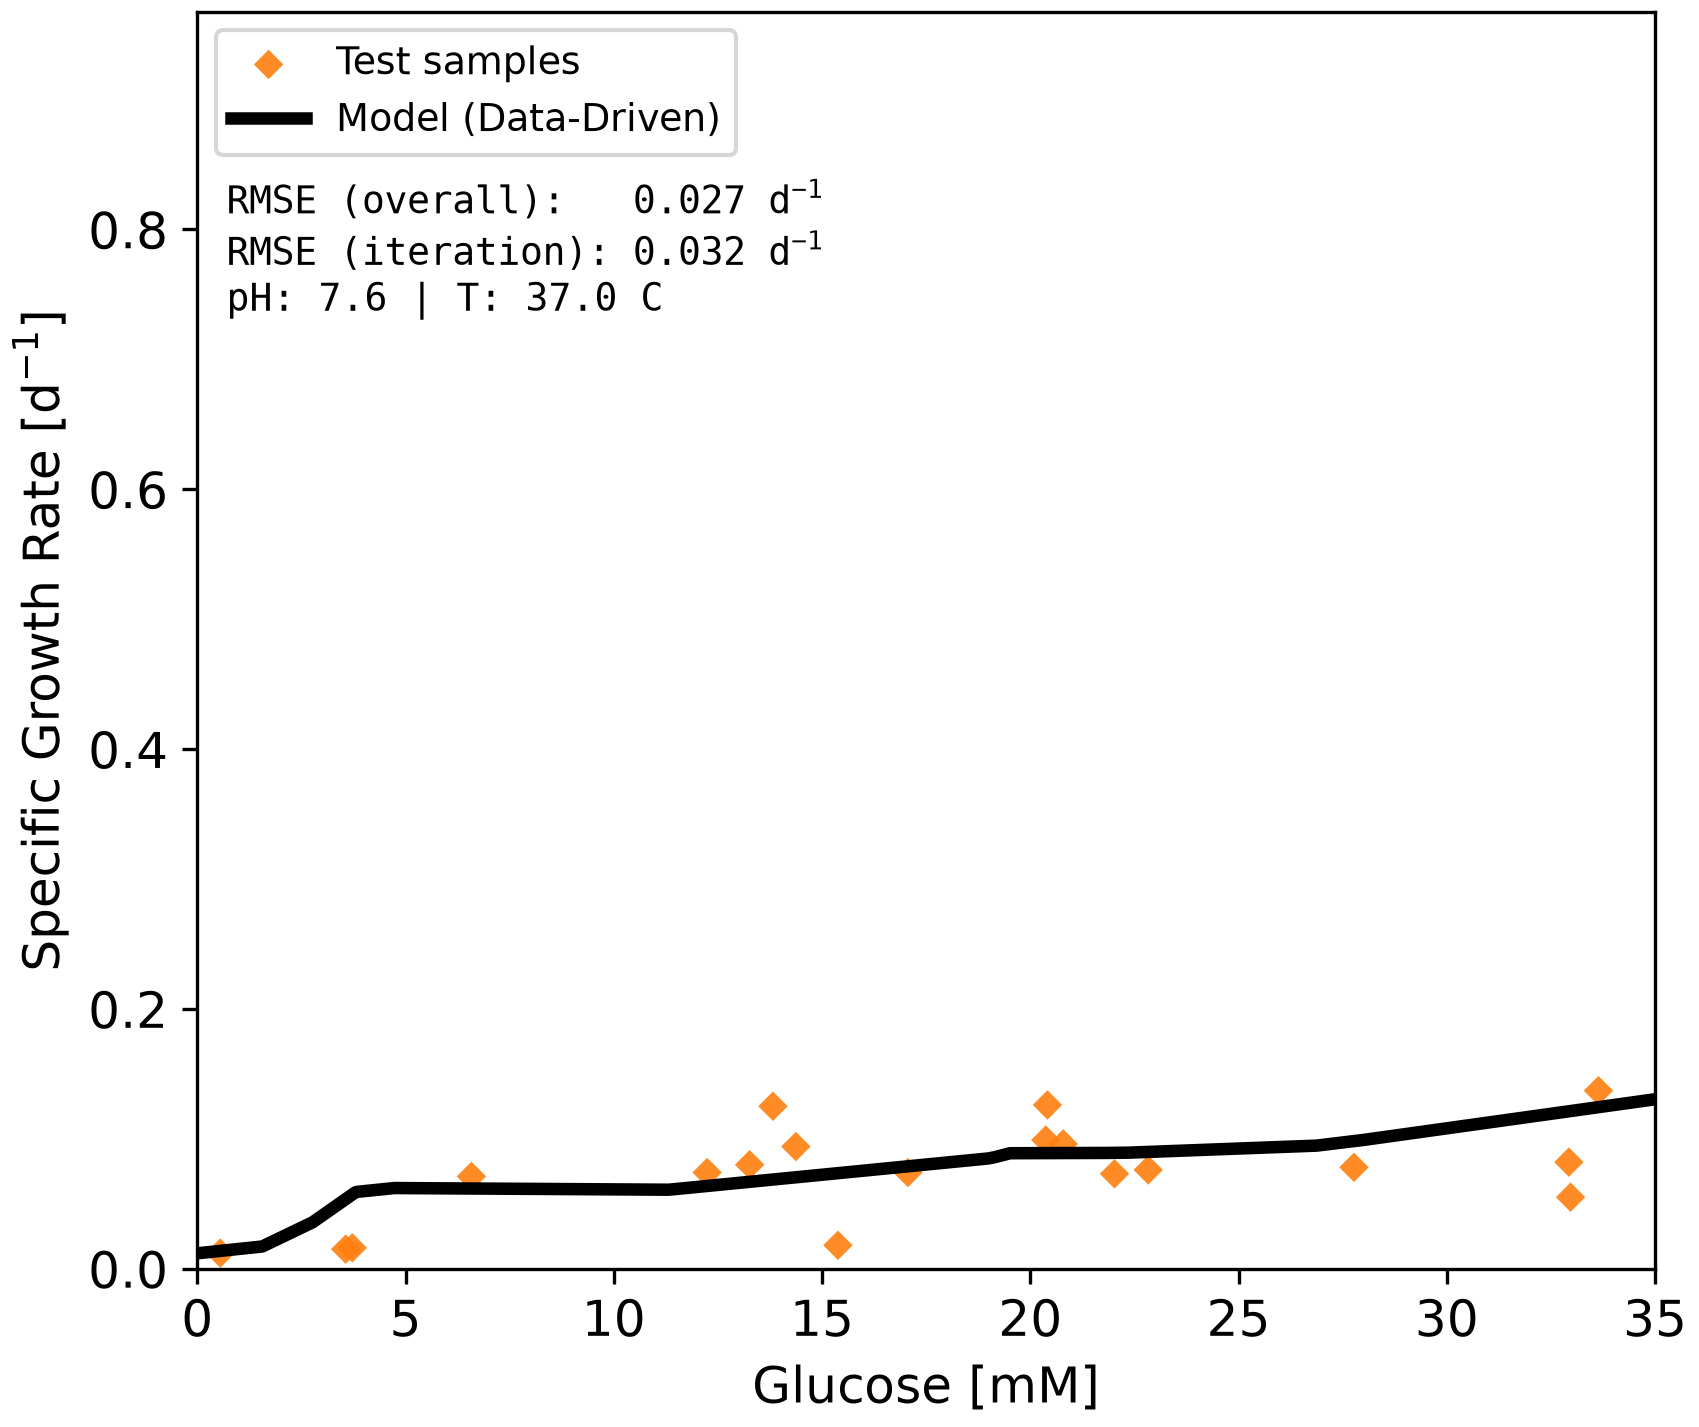 Test samples
Model (Data-Driven)
RMSE (overall):   0.027 d⁻¹
RMSE (iteration): 0.032 d⁻¹
pH: 7.6 | T: 37.0 C
Specific Growth Rate [d⁻¹]
0.8
0.6
0.4
0.2
0.0
0 5 10 15 20 25 30 35
Glucose [mM]